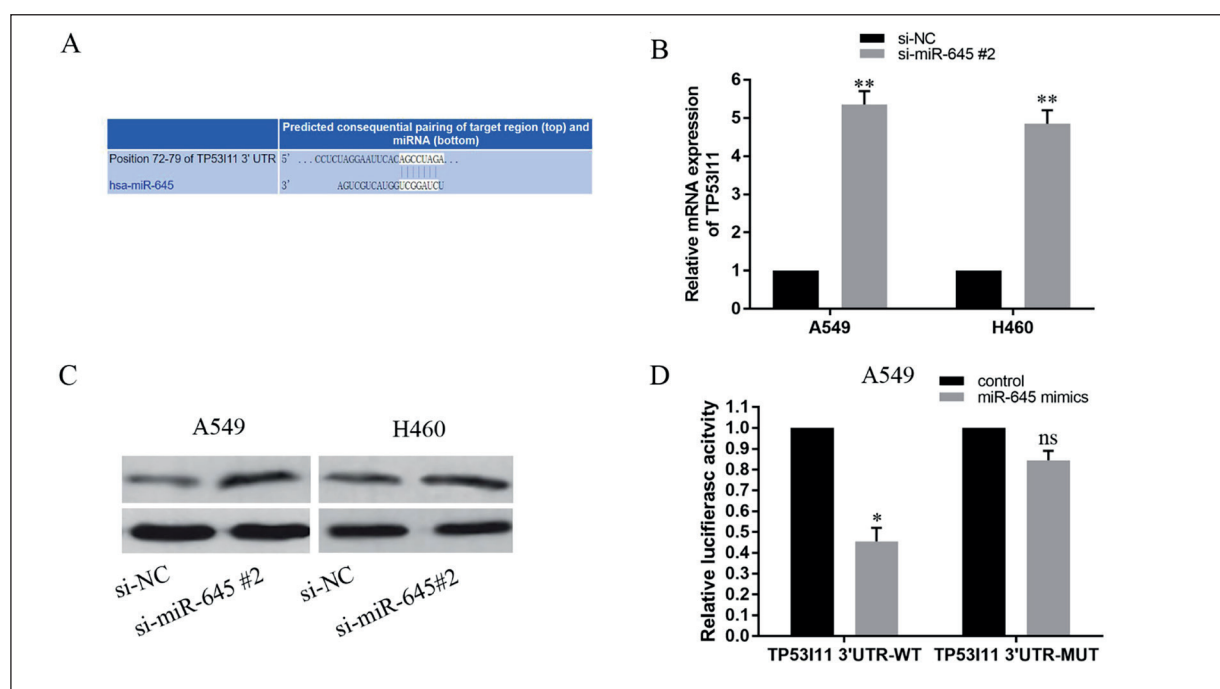 A
Predicted consequential pairing of target region (top) and
miRNA (bottom)
Position 72-79 of TP53I11 3' UTR 5' ...CCUCUAGGAAUUCACAGCCUAGA...
hsa-miR-645 3' AGUCGUCAUGGUCGGAUCU
B
si-NC
si-miR-645 #2
Relative mRNA expression
of TP53I11
6
5
4
3
2
1
0
**
**
A549
H460
C
A549
H460
si-NC
si-miR-645 #2
si-NC
si-miR-645#2
D
A549
control
miR-645 mimics
Relative lucifierasc acitvity
1.1
1.0
0.9
0.8
0.7
0.6
0.5
0.4
0.3
0.2
0.1
0.0
*
ns
TP53I11 3'UTR-WT
TP53I11 3'UTR-MUT